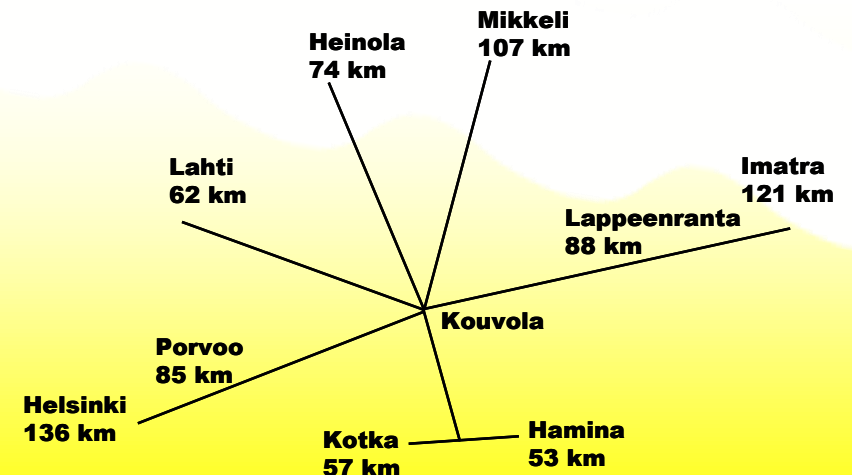 Mikkeli
107 km
Heinola
74 km
Lahti
62 km
Imatra
121 km
Lappeenranta
88 km
Kouvola
Porvoo
85 km
Helsinki
136 km
Kotka
57 km
Hamina
53 km